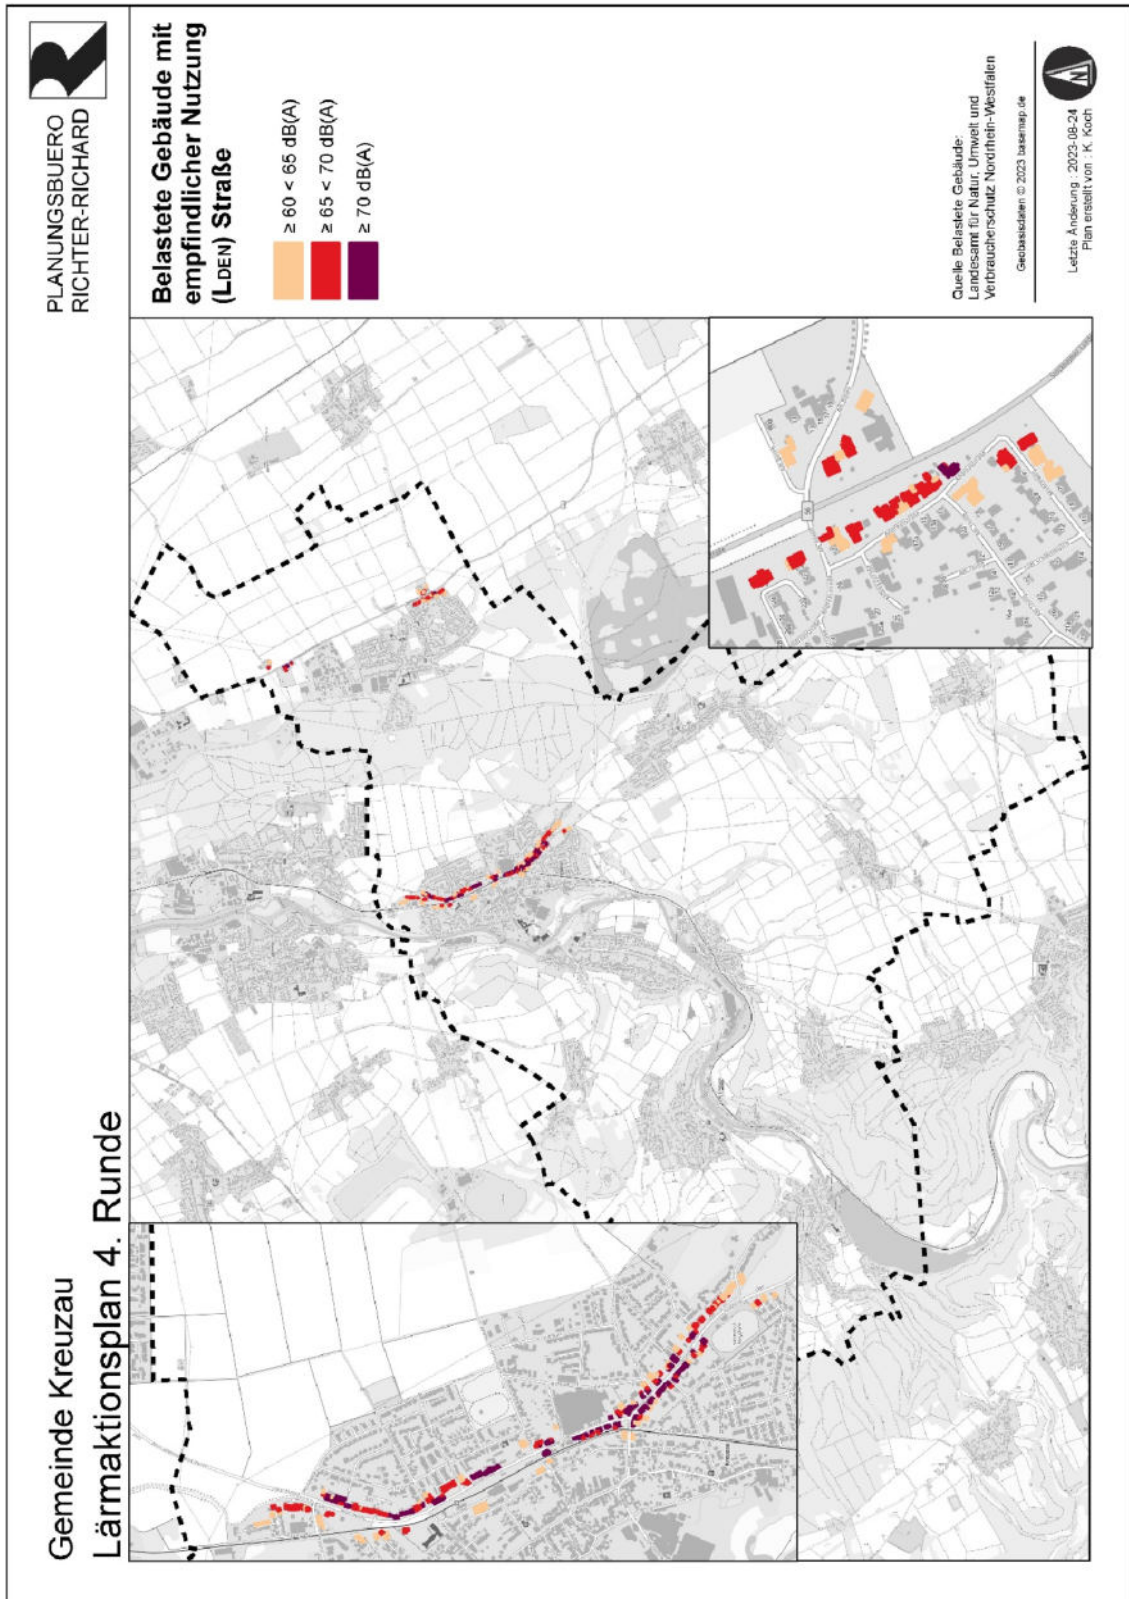 Gemeinde Kreuzau
Lärmaktionsplan 4. Runde
PLANUNGSBUERO
RICHTER-RICHARD
Belastete Gebäude mit
empfindlicher Nutzung
(LDEN) Straße
≥ 60 < 65 dB(A)
≥ 65 < 70 dB(A)
≥ 70 dB(A)
Quelle Belastete Gebäude:
Landesamt für Natur, Umwelt und
Verbraucherschutz Nordrhein-Westfalen
Geobasisdaten © 2023 basemap.de
N
Letzte Änderung : 2023-08-24
Plan erstellt von : K. Koch